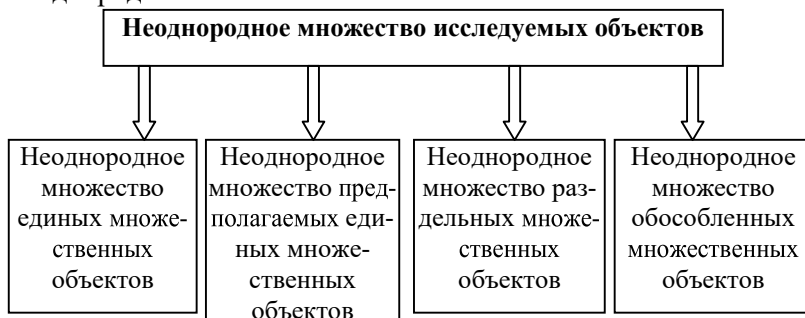 Неоднородное множество исследуемых объектов
Неоднородное
множество
единых множе-
ственных
объектов
Неоднородное
множество пред-
полагаемых еди-
ных множе-
ственных
объектов
Неоднородное
множество раз-
дельных множе-
ственных
объектов
Неоднородное
множество
обособленных
множественных
объектов